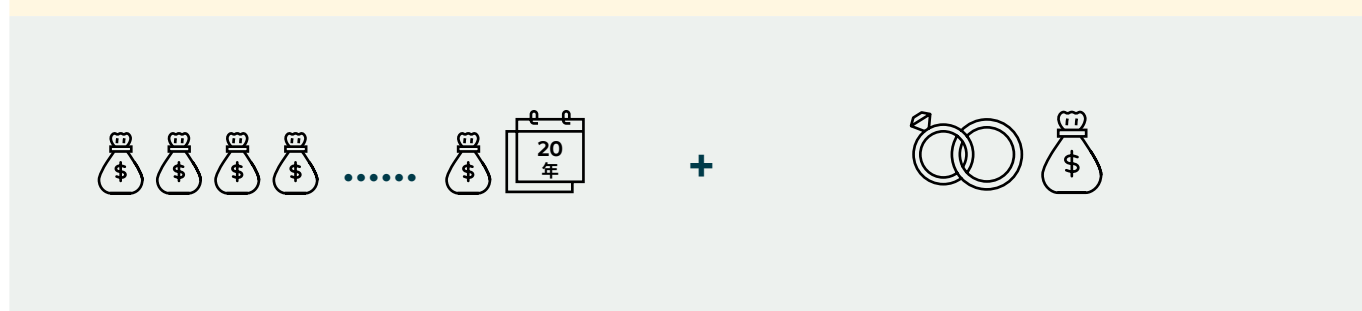 $ $ $ $ ...... $ 20
年
+
$